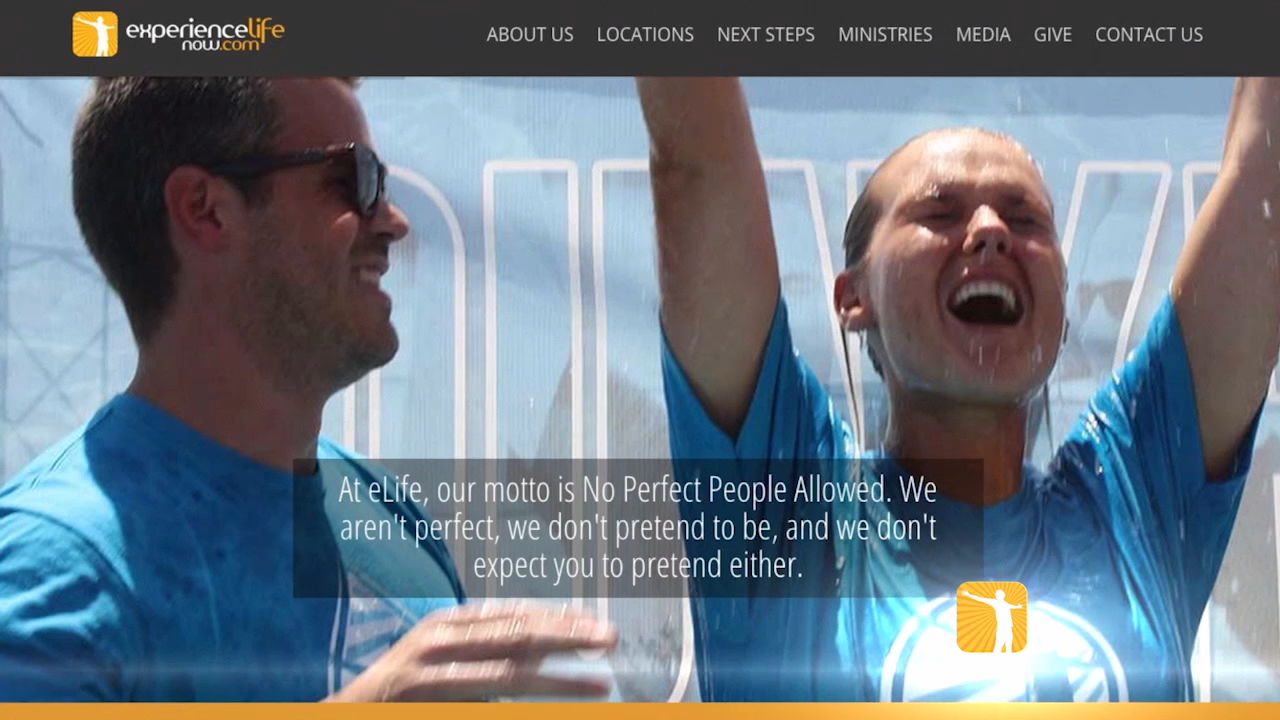 experiencelife
now.com
ABOUT US LOCATIONS NEXT STEPS MINISTRIES MEDIA GIVE CONTACT US
At eLife, our motto is No Perfect People Allowed. We
aren't perfect, we don't pretend to be, and we don't
expect you to pretend either.